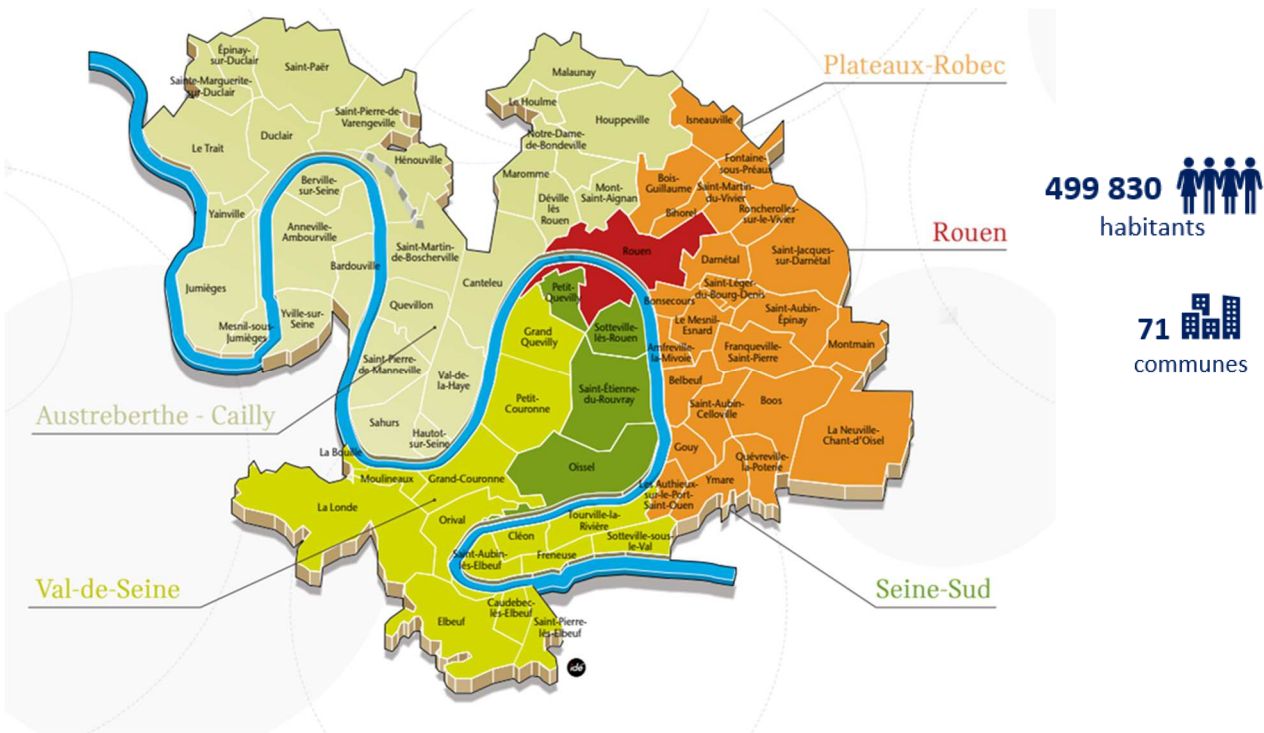 Épinay-
sur-Duclair
Saint-Paër
Sainte-Marguerite-
sur-Duclair
Saint-Pierre-de-
Varengeville
Duclair
Le Trait
Hénouville
Berville-
sur-Seine
Yainville
Anneville-
Ambourville
Bardouville
Saint-Martin-
de-Boscherville
Jumièges
Quevillon
Canteleu
Mesnil-sous-
Jumièges
Yville-sur-
Seine
Saint-Pierre-
de-Manneville
Val-de-
la-Haye
Sahurs
Hautot-
sur-Seine
Austreberthe - Cailly
Malaunay
Le Houlme
Houppeville
Notre-Dame-
de-Bondeville
Maromme
Mont-
Saint-Aignan
Déville
lès
Rouen
Plateaux-Robec
Isneauville
Fontaine-
sous-Préaux
Bois-
Guillaume
Saint-Martin-
du-Vivier
Bihorel
Roncherolles-
sur-le-Vivier
Rouen
Rouen
Darnétal
Saint-Jacques-
sur-Darnétal
Saint-Léger-
du-Bourg-Denis
Bonsecours
Saint-Aubin-
Épinay
Le Mesnil-
Esnard
Amfreville-
la-Mivoie
Franqueville-
Saint-Pierre
Montmain
Belbeuf
Saint-Aubin-
Celloville
Boos
La Neuville-
Chant-d'Oisel
Gouy
Quévreville-
la-Poterie
Ymare
Les Authieux-
sur-le-Port-
Saint-Ouen
Petit-
Quevilly
Sotteville-
lès-Rouen
Grand
Quevilly
Saint-Étienne-
du-Rouvray
Petit-
Couronne
Oissel
La Bouille
Moulineaux
Grand-Couronne
La Londe
Orival
Tourville-la-
Rivière
Cléon
Sotteville-sous-
le-Val
Saint-Aubin-
lès-Elbeuf
Freneuse
Caudebec-
lès-Elbeuf
Elbeuf
Saint-Pierre-
lès-Elbeuf
Val-de-Seine
Seine-Sud
idé
499 830
habitants
71
communes